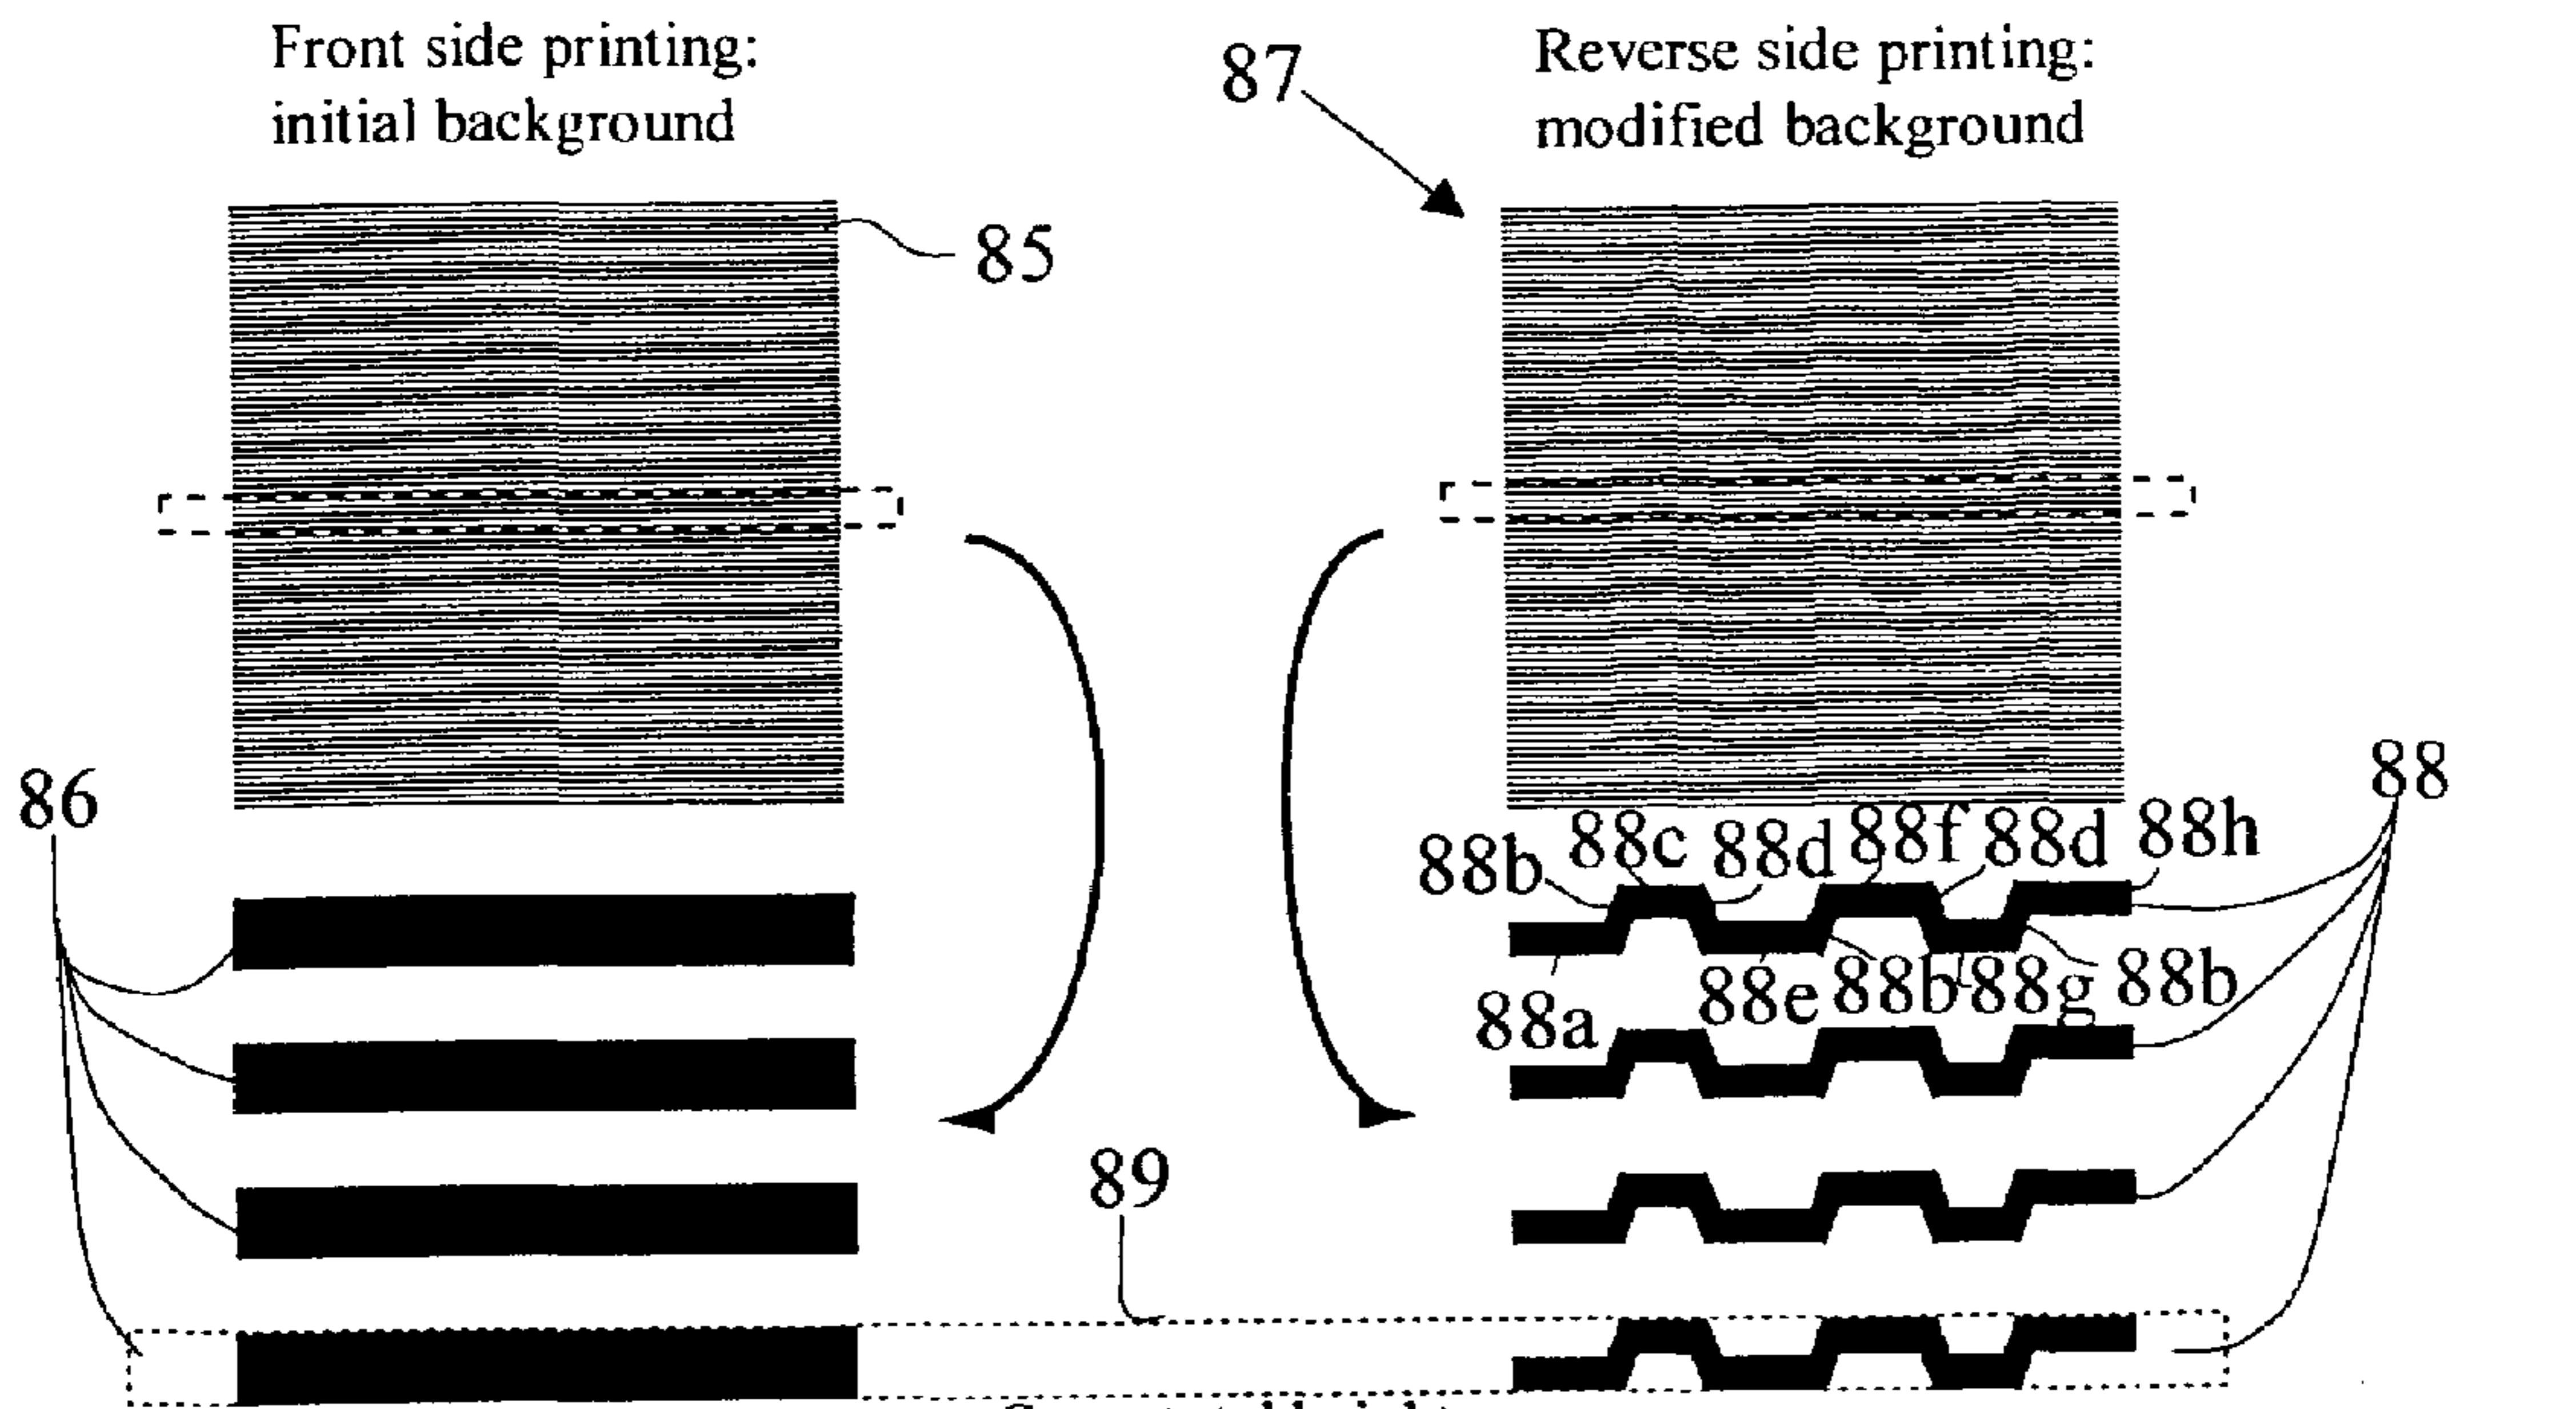 Front side printing:
initial background
87
Reverse side printing:
modified background
85
86
88
88b 88c 88d 88f 88d 88h
88a 88e 88b 88g 88b
89